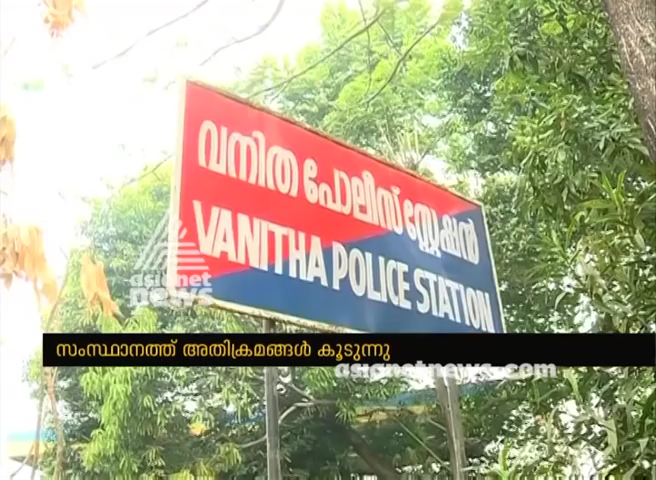 വനിത പോലീസ് സ്റ്റേഷൻ
VANITHA POLICE STATION
asianet
news
സംസ്ഥാനത്ത് അതിക്രമങ്ങൾ കൂടുന്നു
asianetnews.com